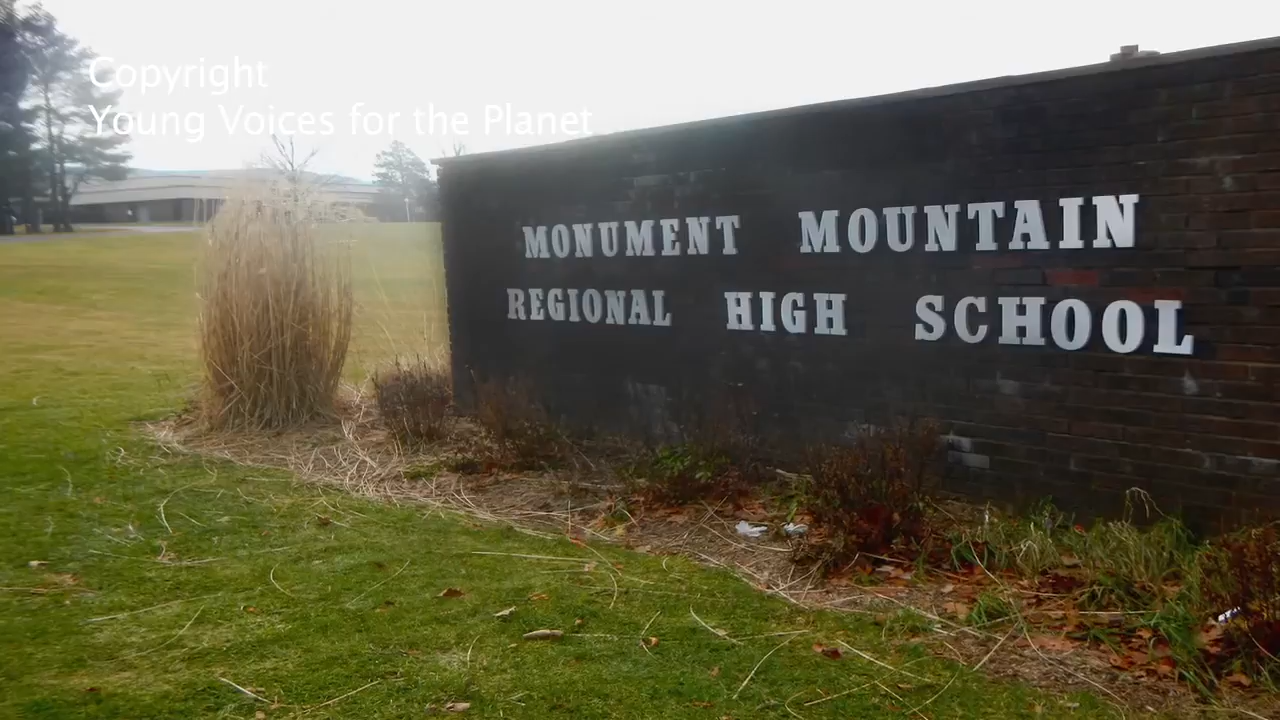 Copyright
Young Voices for the Planet
MONUMENT MOUNTAIN
REGIONAL HIGH SCHOOL